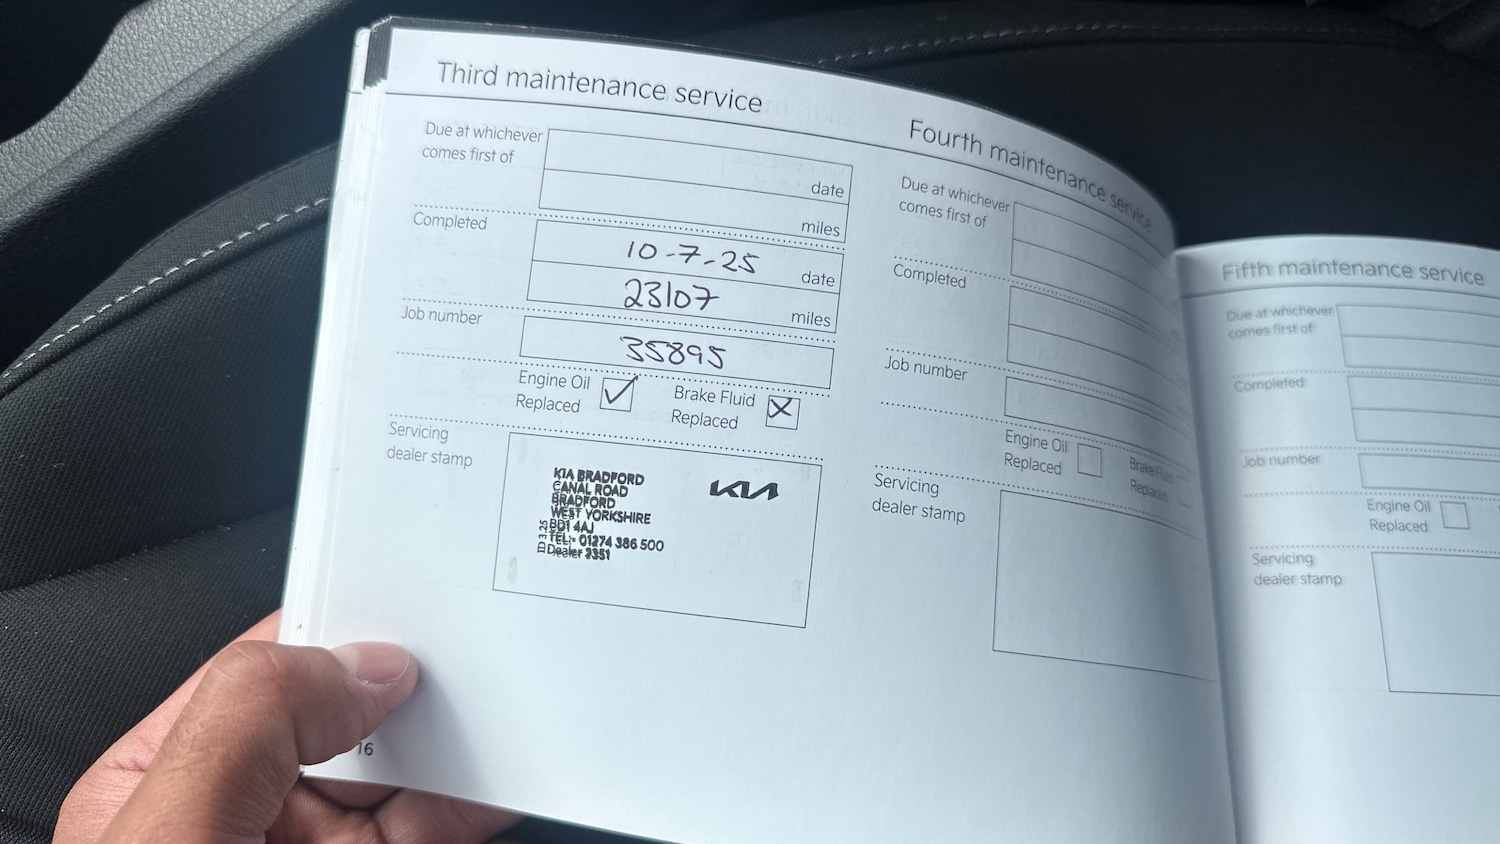 Third maintenance service
Due at whichever
comes first of
date
miles
Completed
10-7-25 date
23107 miles
Job number
35895
Engine Oil
Replaced
Brake Fluid
Replaced
Servicing
dealer stamp
KIA BRADFORD
CANAL ROAD
BRADFORD
WEST YORKSHIRE
BD1 4AJ
TEL:- 01274 386 500
Dealer 2351
KIA
16
Fourth maintenance service
Due at whichever
comes first of
Completed
Job number
Engine Oil
Replaced
Brake Fluid
Replaced
Servicing
dealer stamp
Fifth maintenance service
Due at whichever
comes first of
Completed
Job number
Engine Oil
Replaced
Servicing
dealer stamp